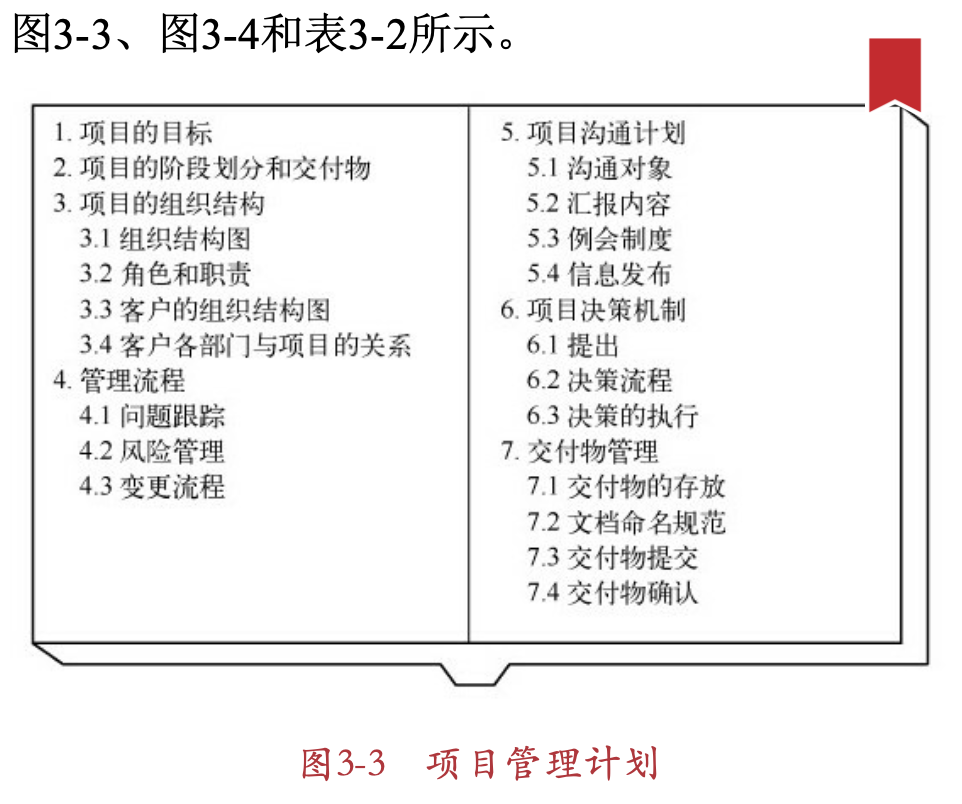 图3-3、图3-4和表3-2所示。
1. 项目的目标
2. 项目的阶段划分和交付物
3. 项目的组织结构
3.1 组织结构图
3.2 角色和职责
3.3 客户的组织结构图
3.4 客户各部门与项目的关系
4. 管理流程
4.1 问题跟踪
4.2 风险管理
4.3 变更流程
5. 项目沟通计划
5.1 沟通对象
5.2 汇报内容
5.3 例会制度
5.4 信息发布
6. 项目决策机制
6.1 提出
6.2 决策流程
6.3 决策的执行
7. 交付物管理
7.1 交付物的存放
7.2 文档命名规范
7.3 交付物提交
7.4 交付物确认
图3-3 项目管理计划